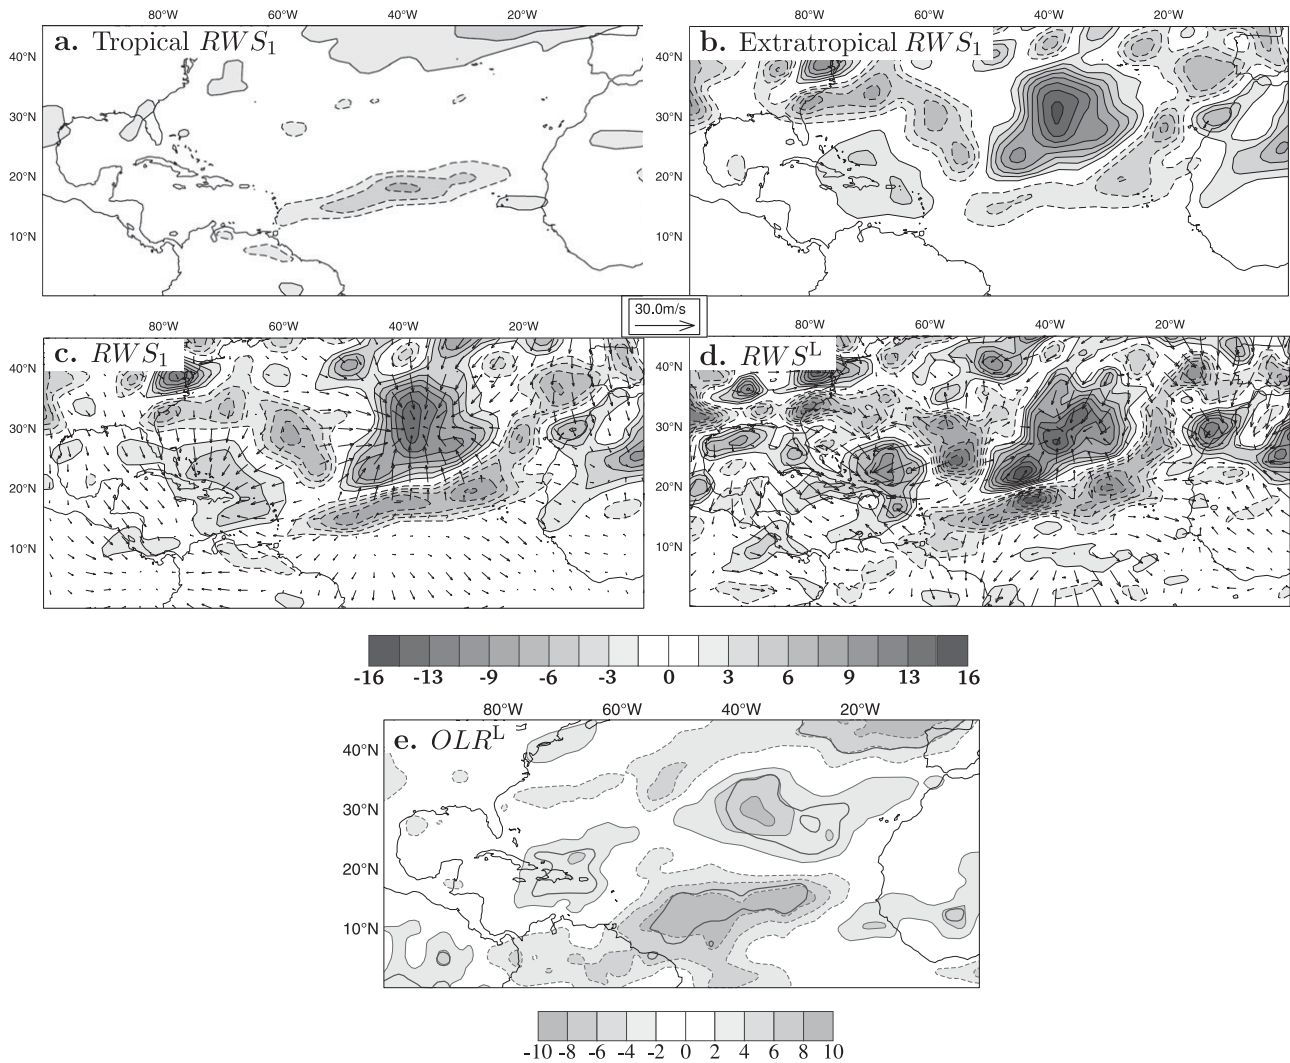 80°W 60°W 40°W 20°W
80°W 60°W 40°W 20°W
a. Tropical RWS₁
b. Extratropical RWS₁
40°N
30°N
20°N
10°N
40°N
30°N
20°N
10°N
30.0m/s
80°W 60°W 40°W 20°W
80°W 60°W 40°W 20°W
c. RWS₁
d. RWSᴸ
40°N
30°N
20°N
10°N
40°N
30°N
20°N
10°N
-16 -13 -9 -6 -3 0 3 6 9 13 16
80°W 60°W 40°W 20°W
e. OLRᴸ
40°N
30°N
20°N
10°N
-10 -8 -6 -4 -2 0 2 4 6 8 10